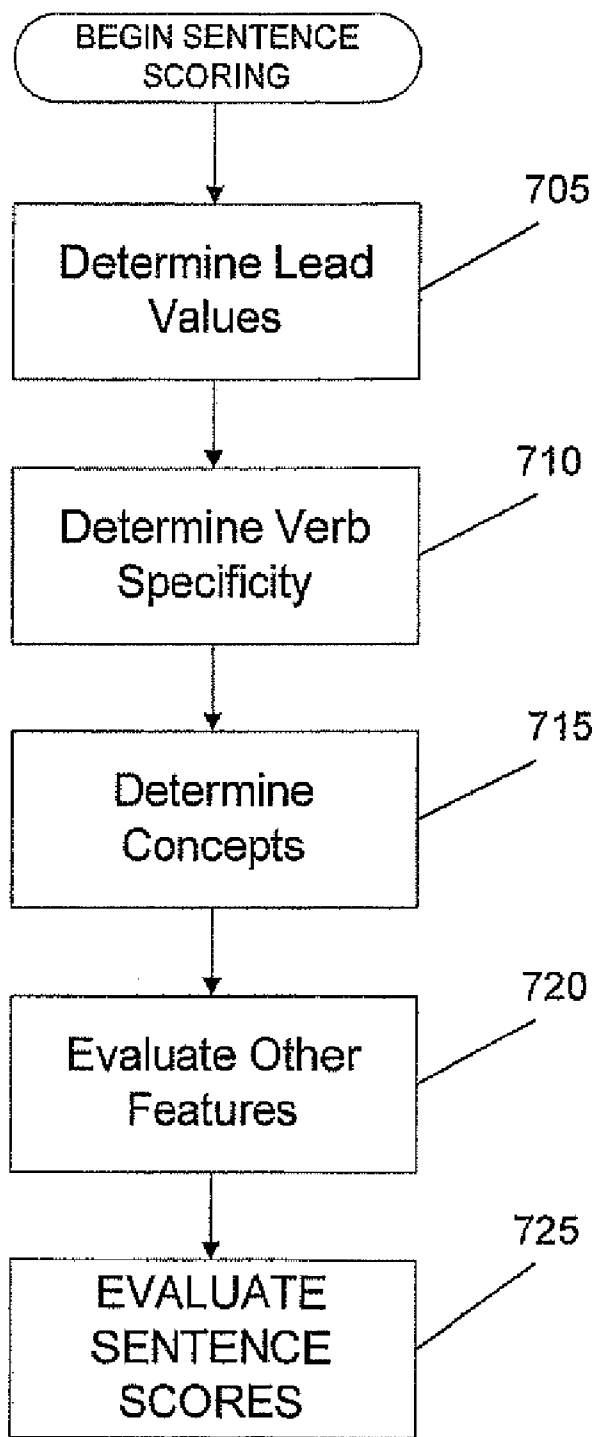 BEGIN SENTENCE
SCORING
705
Determine Lead
Values
710
Determine Verb
Specificity
715
Determine
Concepts
720
Evaluate Other
Features
725
EVALUATE
SENTENCE
SCORES